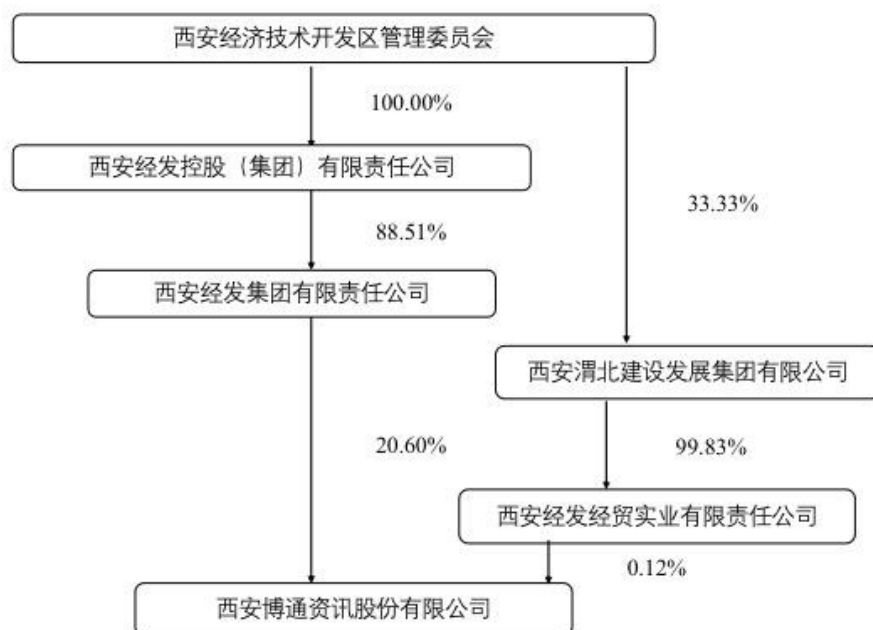 西安经济技术开发区管理委员会
100.00%
西安经发控股（集团）有限责任公司
33.33%
88.51%
西安经发集团有限责任公司
西安渭北建设发展集团有限公司
20.60%
99.83%
西安经发经贸实业有限责任公司
0.12%
西安博通资讯股份有限公司